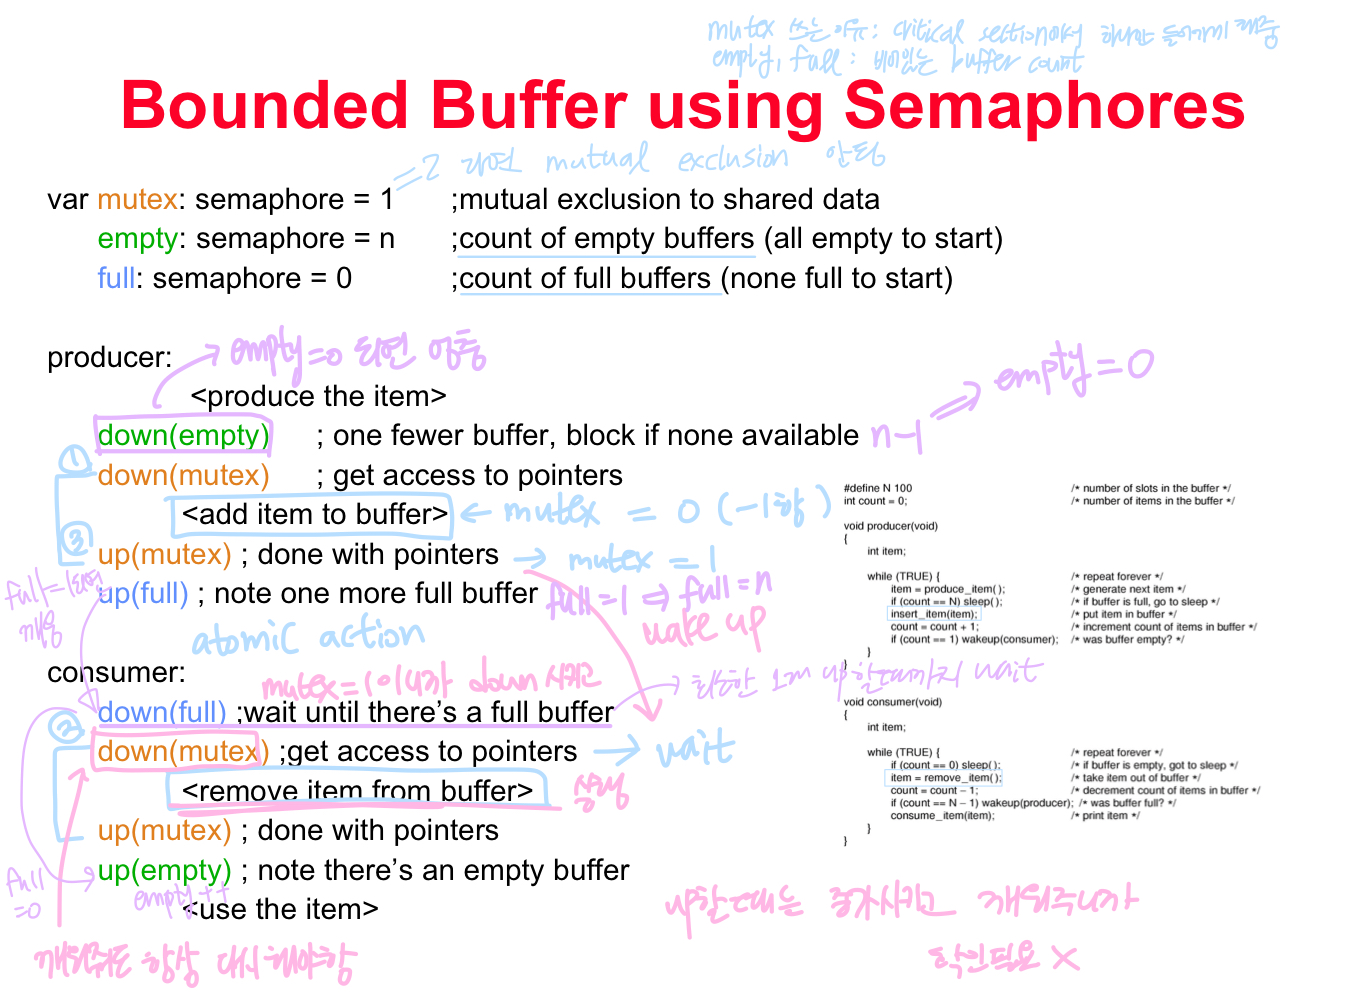 mutex 쓰는 이유 : critical section에서 하나만 들어가게 해줌
empty, full : 비어있는 buffer count
Bounded Buffer using Semaphores
=2 라면 mutual exclusion 안됨
var mutex: semaphore = 1 ;mutual exclusion to shared data
empty: semaphore = n ;count of empty buffers (all empty to start)
full: semaphore = 0 ;count of full buffers (none full to start)
producer:
→ empty=0 되면 멈춤
<produce the item>
⇒ empty=0
down(empty) ; one fewer buffer, block if none available n-1
①
down(mutex) ; get access to pointers
<add item to buffer> ← mutex = 0 (-1함)
②
up(mutex) ; done with pointers → mutex = 1
full=1되면
깨움
up(full) ; note one more full buffer full=1 ⇒ full=n
wake up
atomic action
consumer:
mutex=1이니까 down 시키고
→ 최소한 1개 up 할때까지 wait
down(full) ;wait until there's a full buffer
②
down(mutex) ;get access to pointers → wait
<remove item from buffer> 실행
up(mutex) ; done with pointers
up(empty) ; note there's an empty buffer
full
=0
empty++
<use the item>
깨워줘도 항상 대시해야함
#define N 100 /* number of slots in the buffer */
int count = 0; /* number of items in the buffer */
void producer(void)
{
int item;
while (TRUE) { /* repeat forever */
item = produce_item(); /* generate next item */
if (count == N) sleep(); /* if buffer is full, go to sleep */
insert_item(item); /* put item in buffer */
count = count + 1; /* increment count of items in buffer */
if (count == 1) wakeup(consumer); /* was buffer empty? */
}
}
void consumer(void)
{
int item;
while (TRUE) { /* repeat forever */
if (count == 0) sleep(); /* if buffer is empty, got to sleep */
item = remove_item(); /* take item out of buffer */
count = count − 1; /* decrement count of items in buffer */
if (count == N − 1) wakeup(producer); /* was buffer full? */
consume_item(item); /* print item */
}
}
up할때는 증가시키고 깨워주니까
확인필요 X